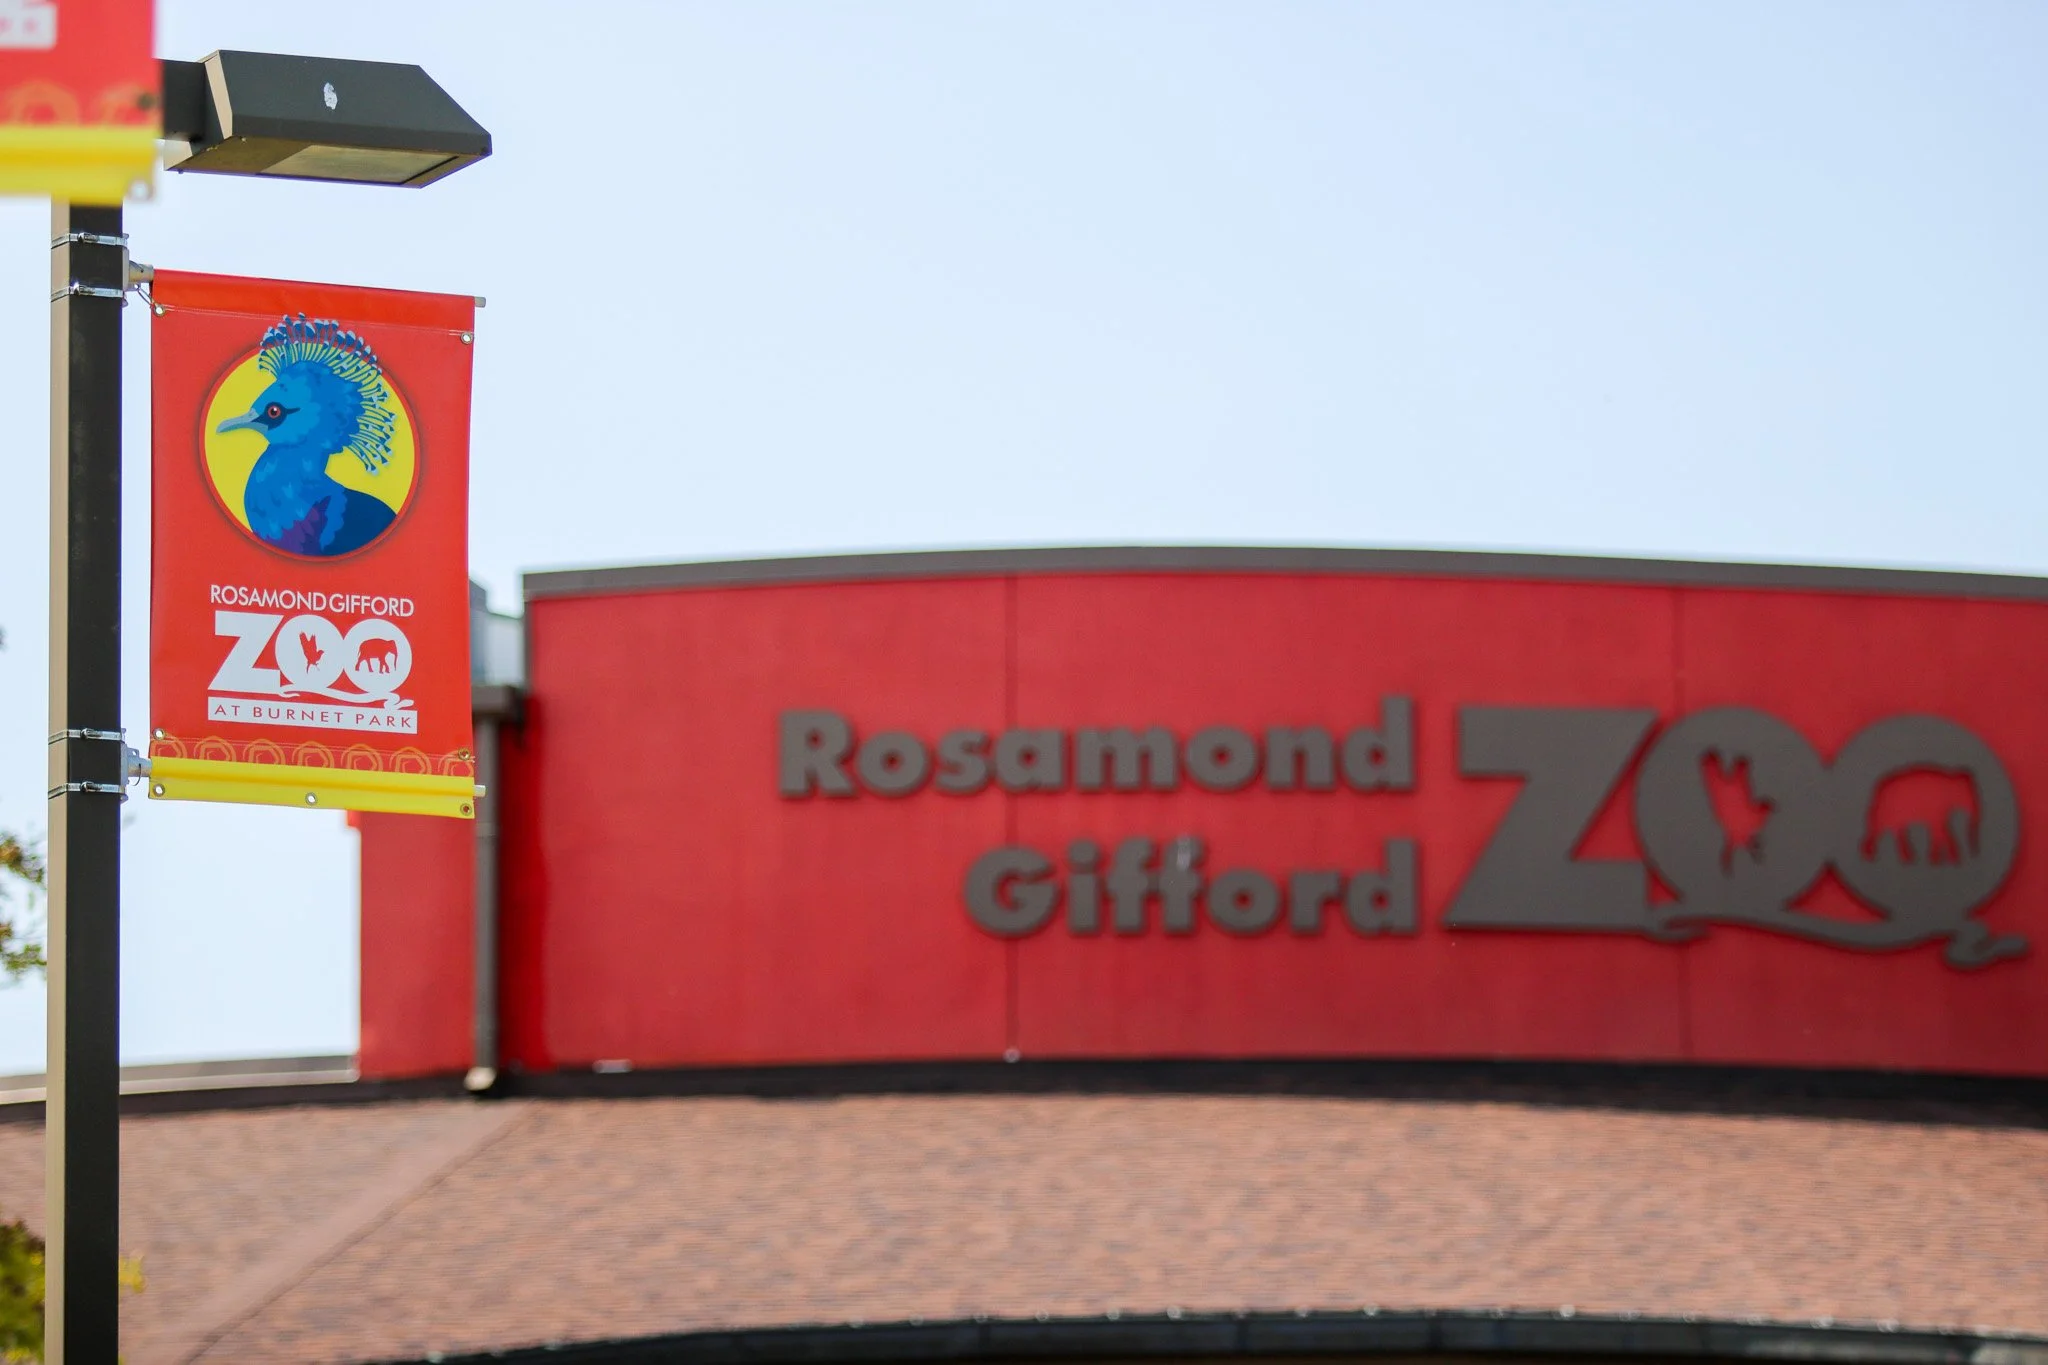 ROSAMOND GIFFORD
ZOO
AT BURNET PARK
Rosamond
Gifford
ZOO